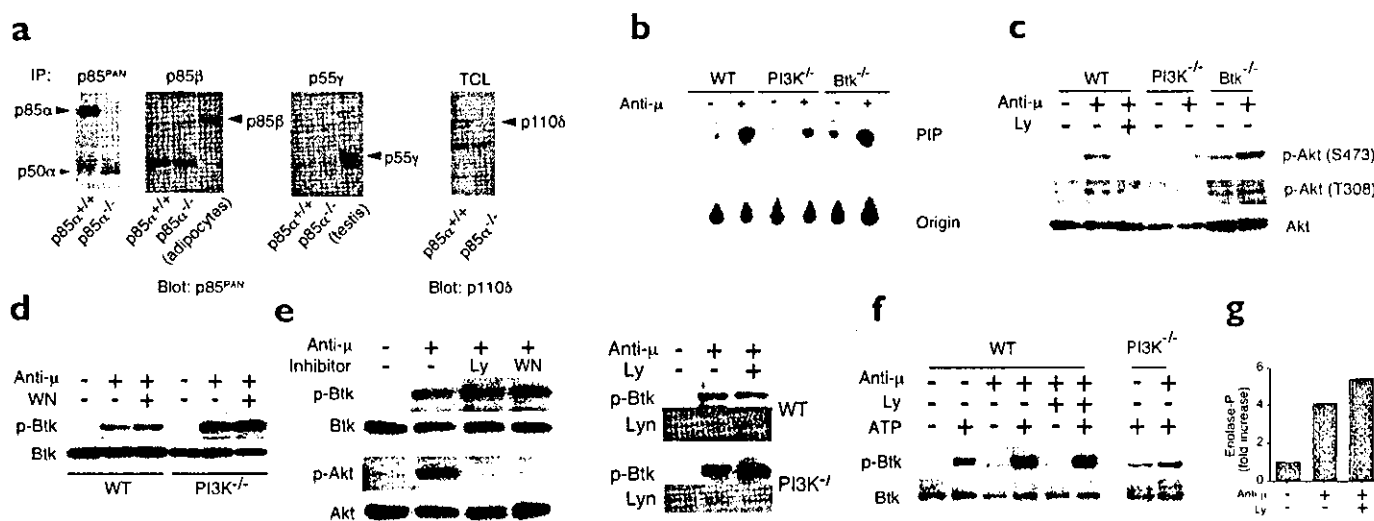 a
IP: p85PAN p85β p55γ TCL
p85α
p85β
p110δ
p50α
p55γ
p85α+/+ p85α-/- p85α+/+ p85α-/- (adipocytes) p85α+/+ p85α-/- (testis) p85α+/+ p85α-/-
Blot: p85PAN Blot: p110δ
b
WT PI3K-/- Btk-/-
Anti-μ - + - + - +
PIP
Origin
c
WT PI3K-/- Btk-/-
Anti-μ - + + - + - +
Ly - - + - - - -
p-Akt (S473)
p-Akt (T308)
Akt
d
Anti-μ - + + - + +
WN - - + - - +
p-Btk
Btk
WT PI3K-/-
e
Anti-μ - + + +
Inhibitor - - Ly WN
p-Btk
Btk
p-Akt
Akt
Anti-μ - + +
Ly - - +
p-Btk
WT
Lyn
p-Btk
PI3K-/
Lyn
f
WT PI3K-/-
Anti-μ - - + + + + - +
Ly - - - - + + - -
ATP - + - + - + + +
p-Btk
Btk
g
Enolase-P
(fold increase)
6
4
2
0
Anti-μ - + +
Ly - - +